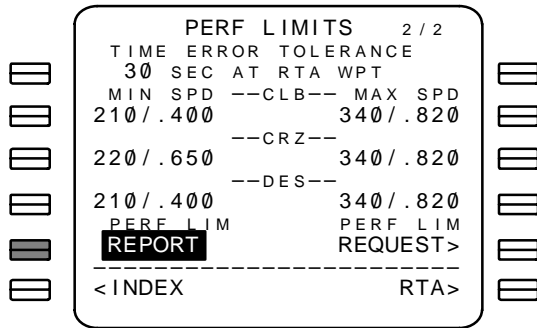 PERF LIMITS 2/2
TIME ERROR TOLERANCE
30 SEC AT RTA WPT
MIN SPD --CLB-- MAX SPD
210/.400 340/.820
--CRZ--
220/.650 340/.820
--DES--
210/.400 340/.820
PERF LIM PERF LIM
REPORT REQUEST>
------------------------
<INDEX RTA>